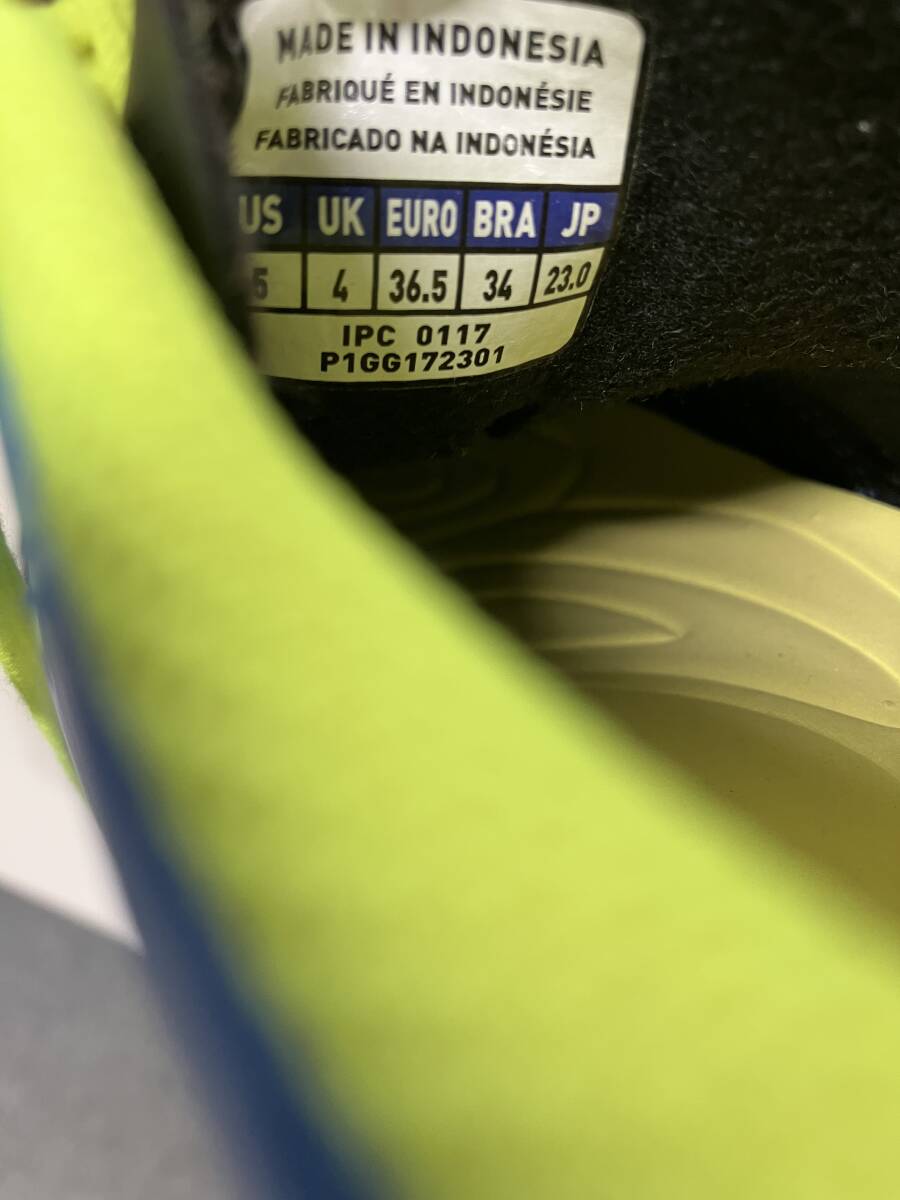 MADE IN INDONESIA
FABRIQUÉ EN INDONÉSIE
FABRICADO NA INDONÉSIA
US UK EURO BRA JP
5 4 36.5 34 23.0
IPC 0117
P1GG172301